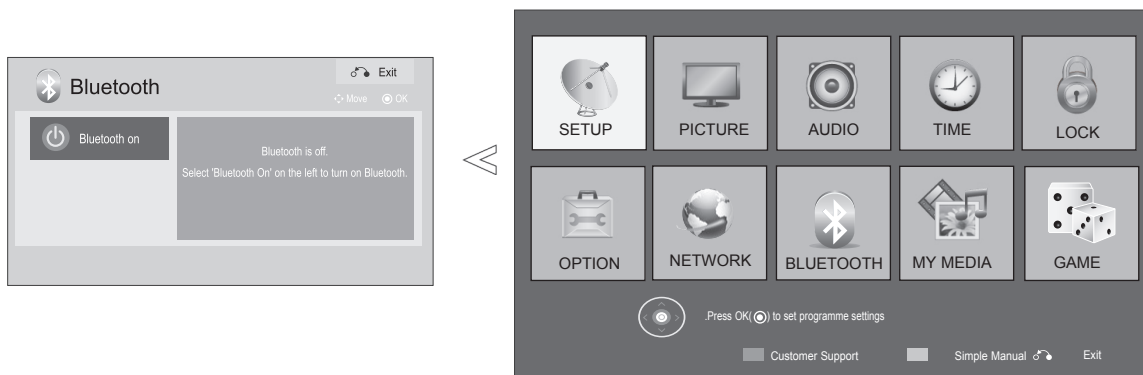 Bluetooth
Exit
Move OK
Bluetooth on
Bluetooth is off.
Select 'Bluetooth On' on the left to turn on Bluetooth.
SETUP PICTURE AUDIO TIME LOCK
OPTION NETWORK BLUETOOTH MY MEDIA GAME
.Press OK( ) to set programme settings
Customer Support Simple Manual Exit